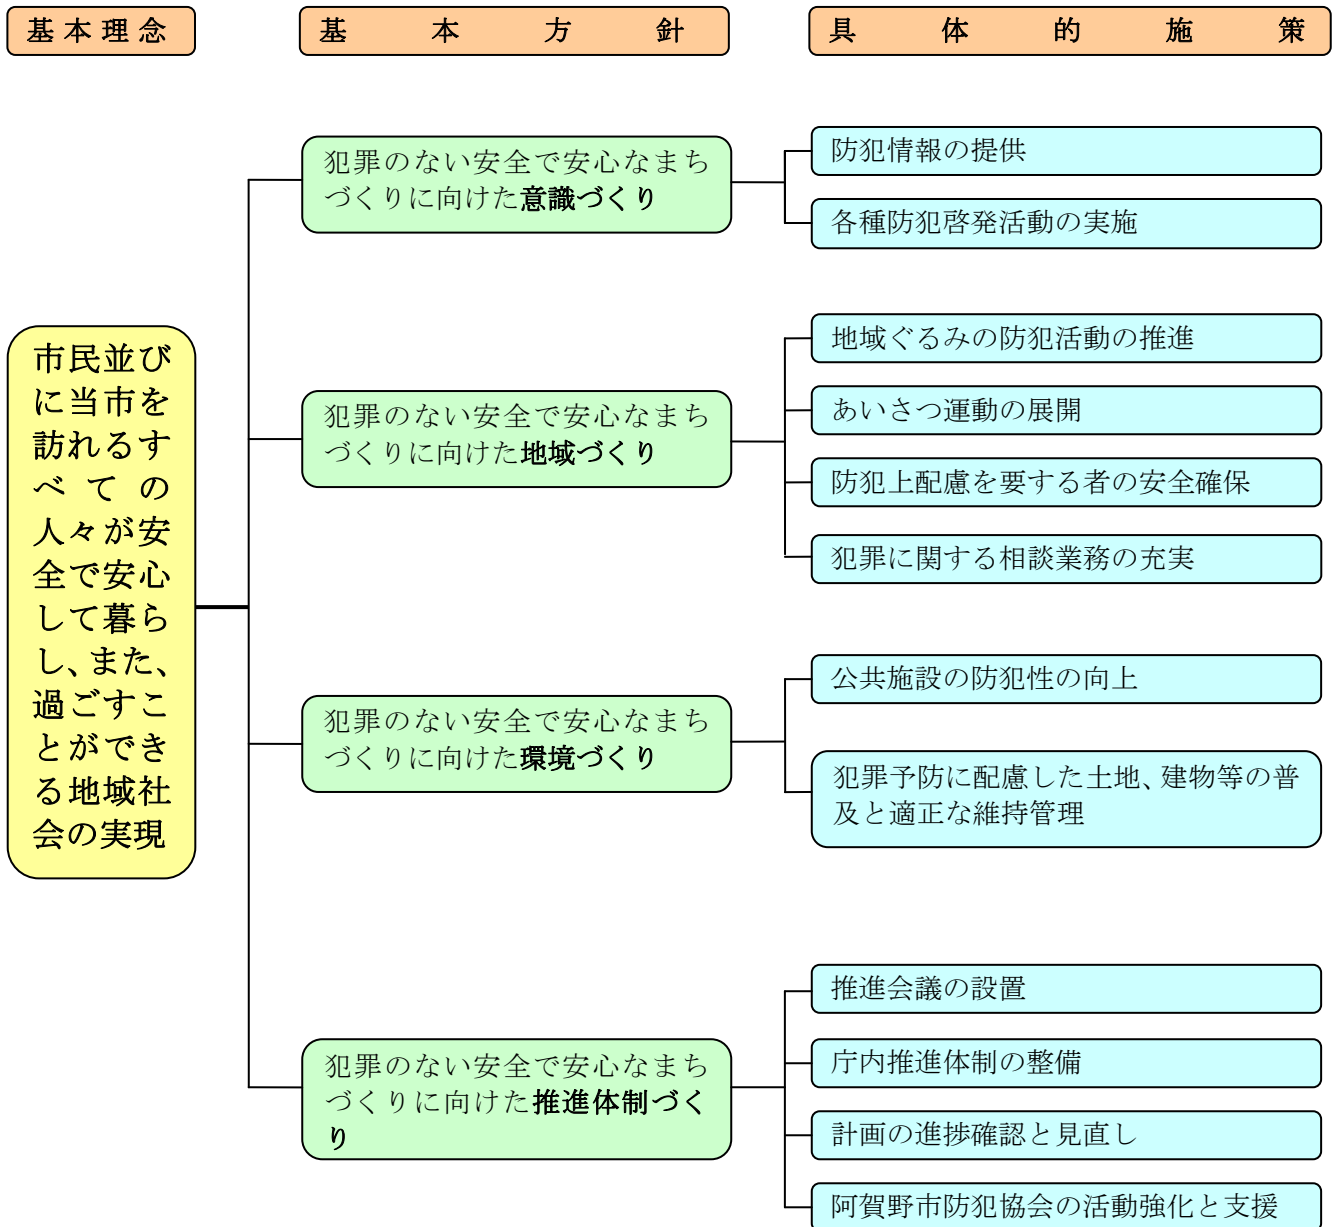 基本理念
基本方針
具体的施策
市民並び
に当市を
訪れるす
べての
人々が安
全で安心
して暮ら
し、また、
過ごすこ
とができ
る地域社
会の実現
犯罪のない安全で安心なまち
づくりに向けた意識づくり
防犯情報の提供
各種防犯啓発活動の実施
犯罪のない安全で安心なまち
づくりに向けた地域づくり
地域ぐるみの防犯活動の推進
あいさつ運動の展開
防犯上配慮を要する者の安全確保
犯罪に関する相談業務の充実
犯罪のない安全で安心なまち
づくりに向けた環境づくり
公共施設の防犯性の向上
犯罪予防に配慮した土地、建物等の普
及と適正な維持管理
犯罪のない安全で安心なまち
づくりに向けた推進体制づく
り
推進会議の設置
庁内推進体制の整備
計画の進捗確認と見直し
阿賀野市防犯協会の活動強化と支援